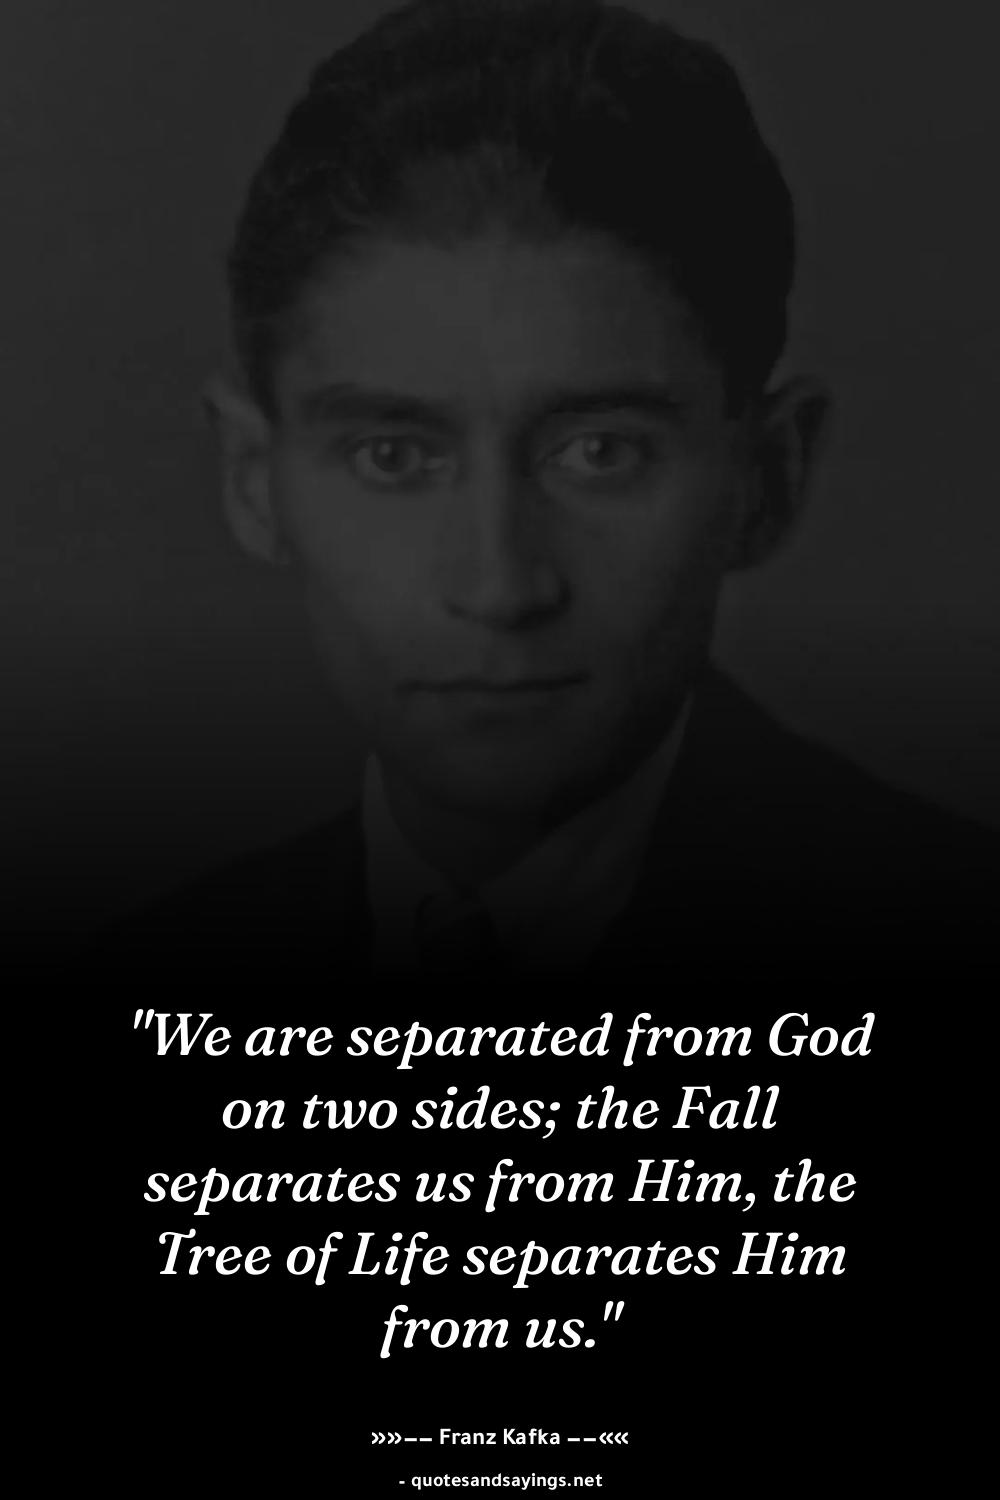 "We are separated from God
on two sides; the Fall
separates us from Him, the
Tree of Life separates Him
from us."
»»–– Franz Kafka ––««
- quotesandsayings.net